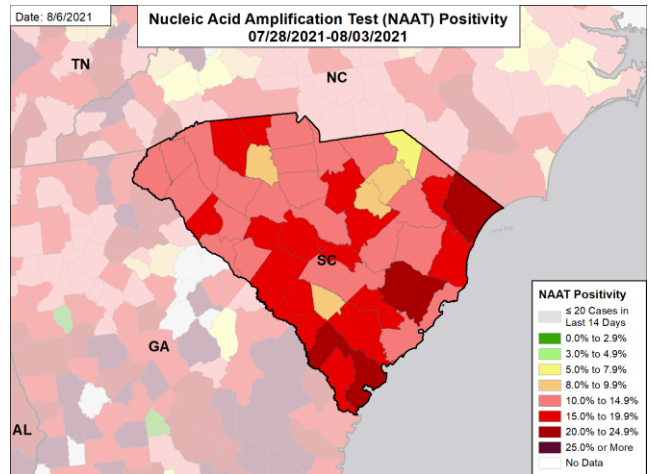 Date: 8/6/2021
Nucleic Acid Amplification Test (NAAT) Positivity
07/28/2021-08/03/2021
TN
NC
SC
GA
AL
NAAT Positivity
≤ 20 Cases in
Last 14 Days
0.0% to 2.9%
3.0% to 4.9%
5.0% to 7.9%
8.0% to 9.9%
10.0% to 14.9%
15.0% to 19.9%
20.0% to 24.9%
25.0% or More
No Data